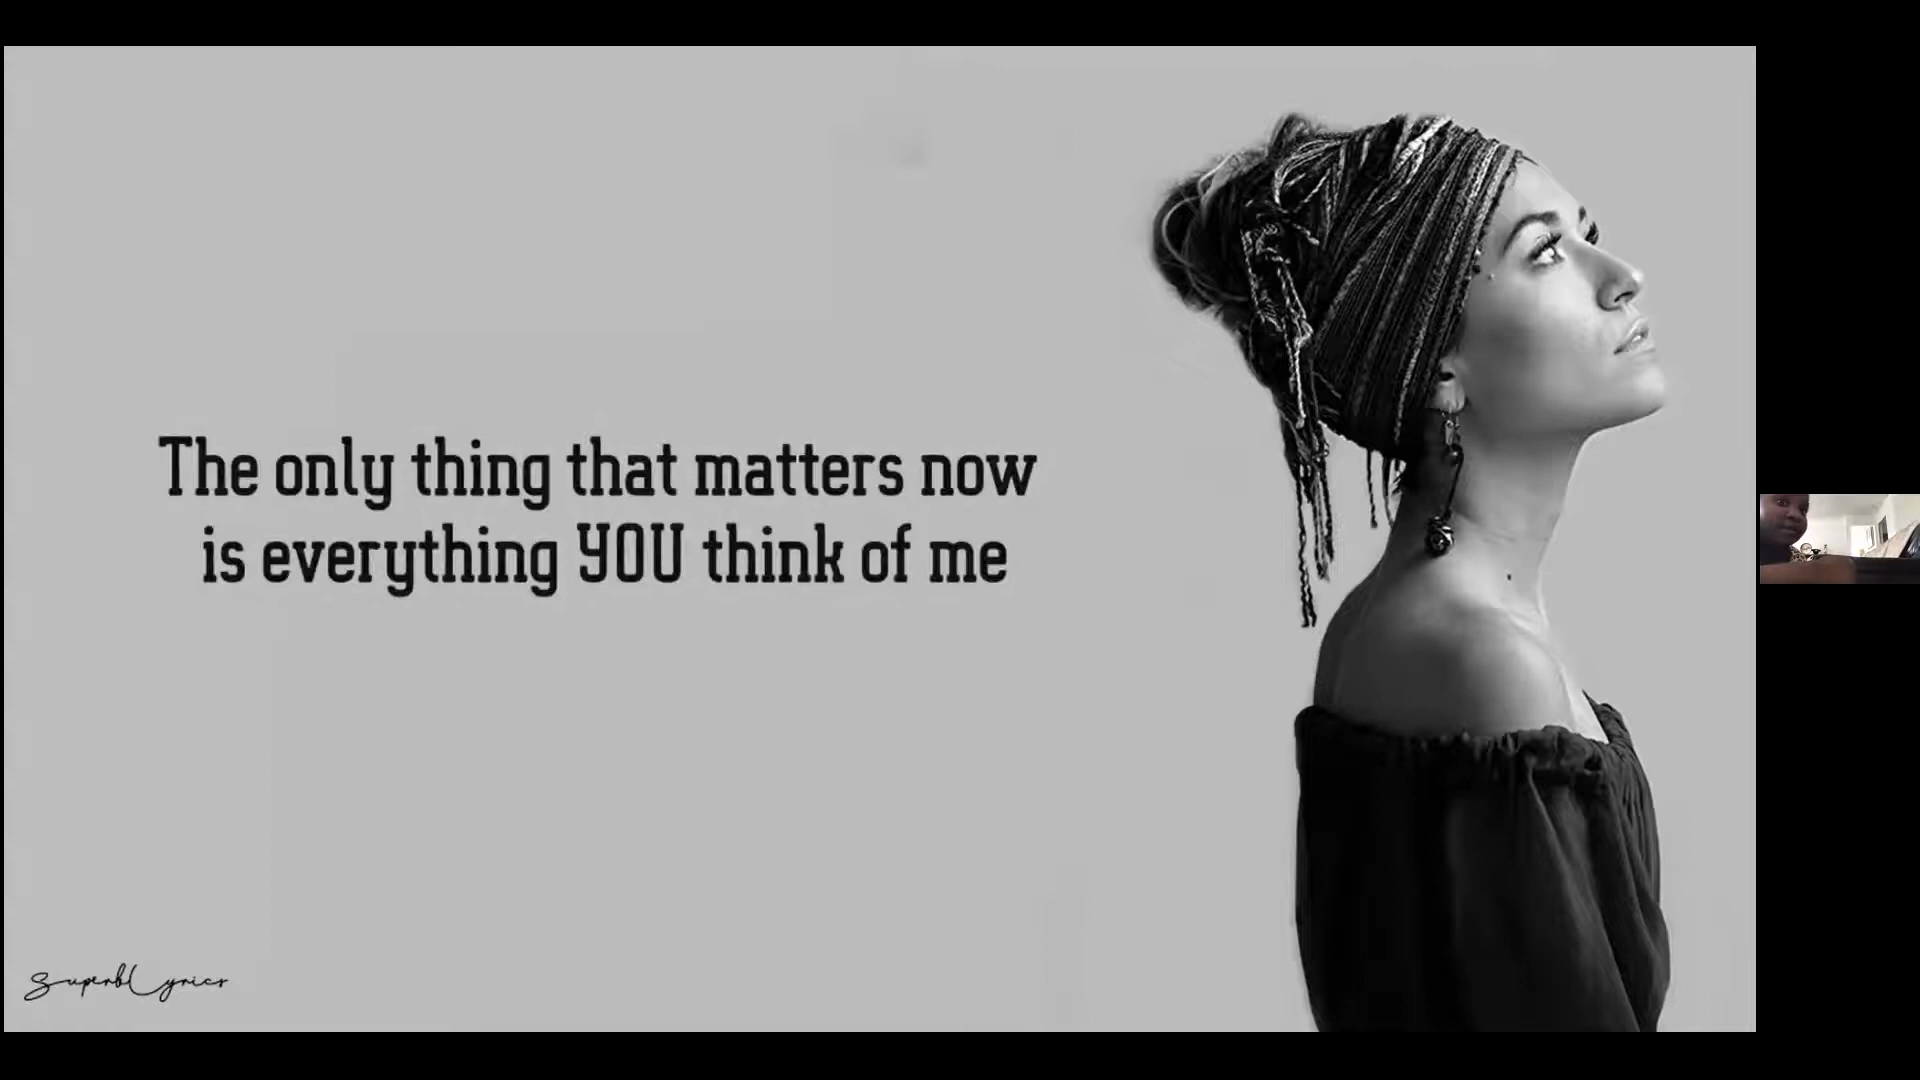 The only thing that matters now
is everything YOU think of me
SuperbLyrics